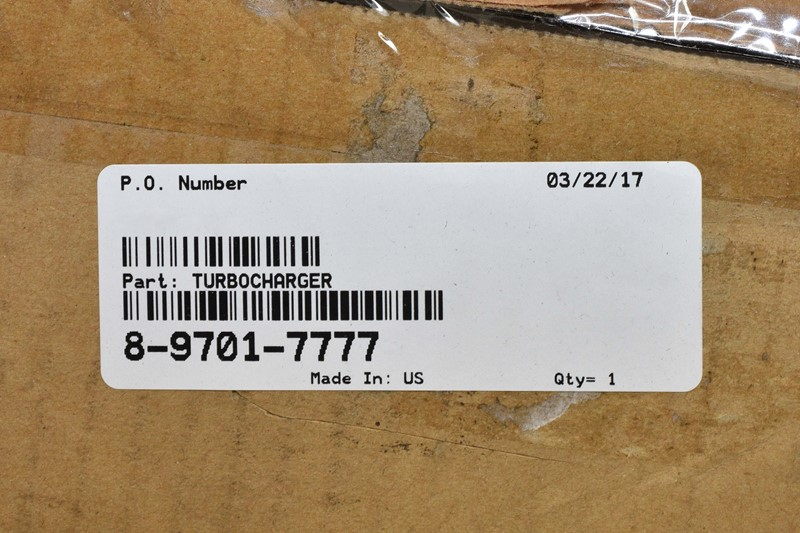 P.O. Number 03/22/17
Part: TURBOCHARGER
8-9701-7777
Made In: US Qty= 1